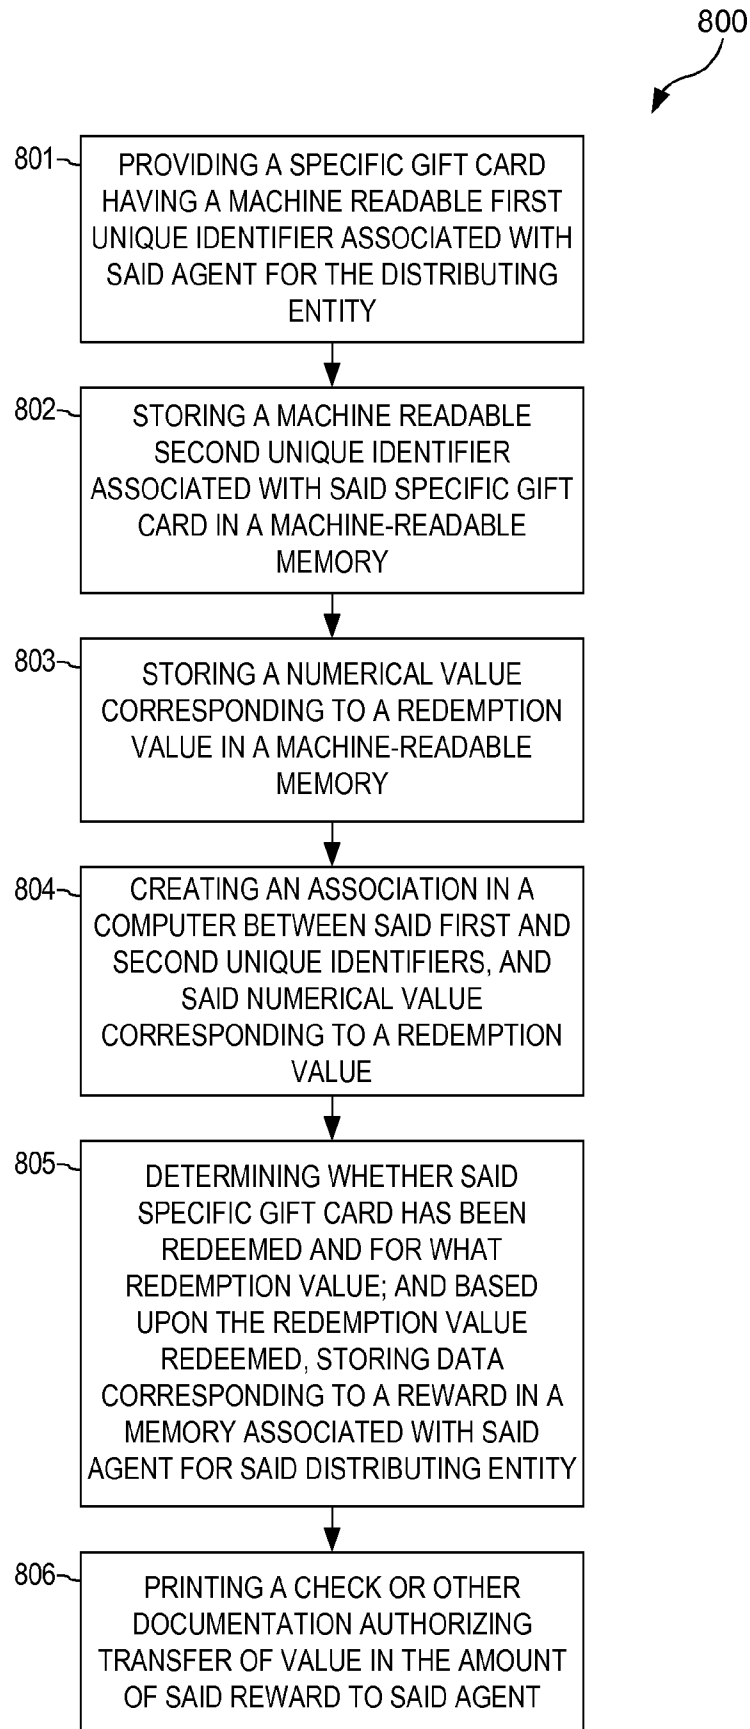 800
801
PROVIDING A SPECIFIC GIFT CARD
HAVING A MACHINE READABLE FIRST
UNIQUE IDENTIFIER ASSOCIATED WITH
SAID AGENT FOR THE DISTRIBUTING
ENTITY
802
STORING A MACHINE READABLE
SECOND UNIQUE IDENTIFIER
ASSOCIATED WITH SAID SPECIFIC GIFT
CARD IN A MACHINE-READABLE
MEMORY
803
STORING A NUMERICAL VALUE
CORRESPONDING TO A REDEMPTION
VALUE IN A MACHINE-READABLE
MEMORY
804
CREATING AN ASSOCIATION IN A
COMPUTER BETWEEN SAID FIRST AND
SECOND UNIQUE IDENTIFIERS, AND
SAID NUMERICAL VALUE
CORRESPONDING TO A REDEMPTION
VALUE
805
DETERMINING WHETHER SAID
SPECIFIC GIFT CARD HAS BEEN
REDEEMED AND FOR WHAT
REDEMPTION VALUE; AND BASED
UPON THE REDEMPTION VALUE
REDEEMED, STORING DATA
CORRESPONDING TO A REWARD IN A
MEMORY ASSOCIATED WITH SAID
AGENT FOR SAID DISTRIBUTING ENTITY
806
PRINTING A CHECK OR OTHER
DOCUMENTATION AUTHORIZING
TRANSFER OF VALUE IN THE AMOUNT
OF SAID REWARD TO SAID AGENT